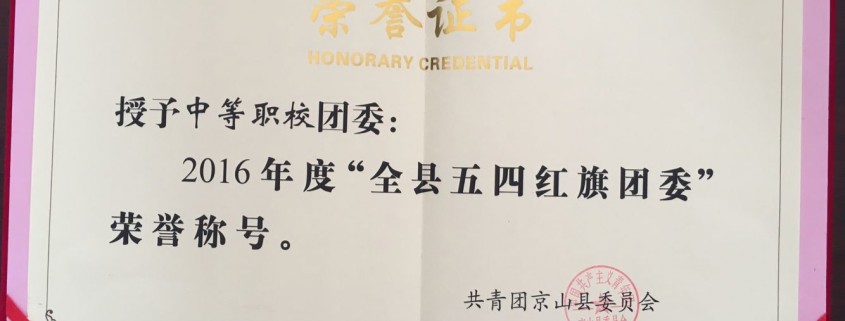 荣誉证书
HONORARY CREDENTIAL
授予中等职校团委：
2016年度“全县五四红旗团委”
荣誉称号。
共青团京山县委员会